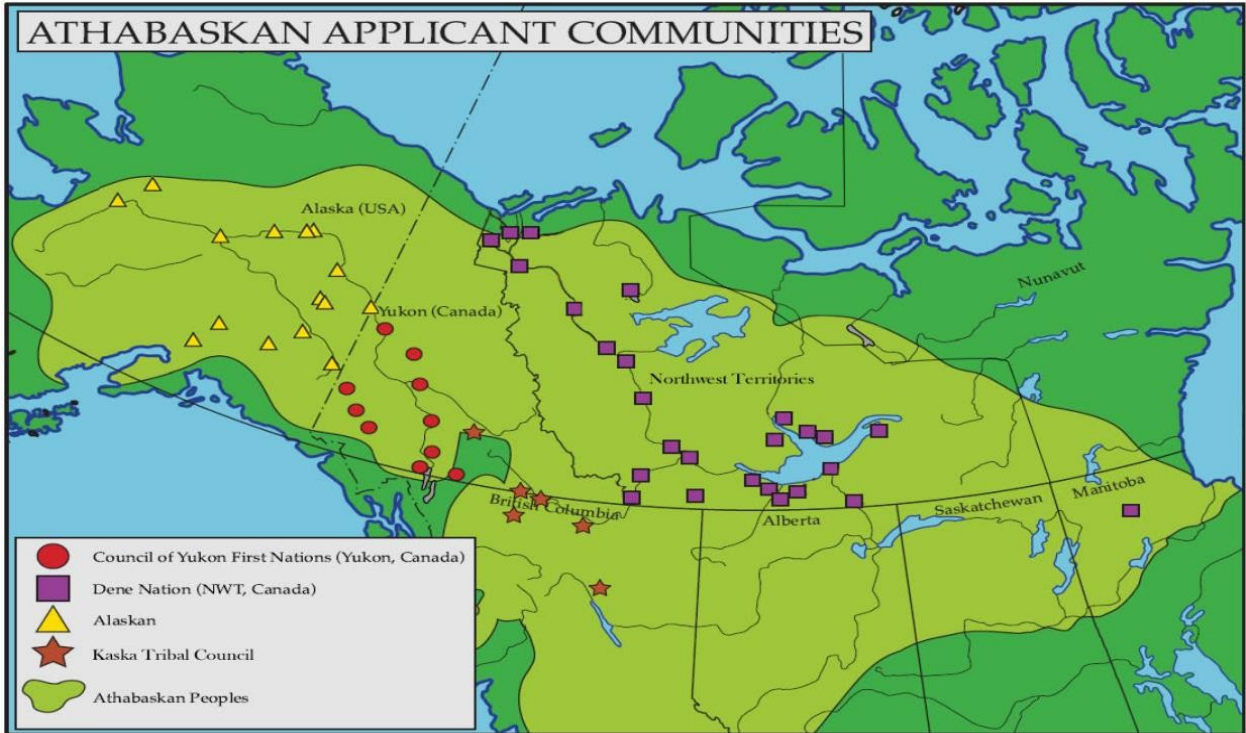 ATHABASKAN APPLICANT COMMUNITIES
Alaska (USA)
Nunavut
Yukon (Canada)
Northwest Territories
British Columbia
Alberta
Saskatchewan
Manitoba
Council of Yukon First Nations (Yukon, Canada)
Dene Nation (NWT, Canada)
Alaskan
Kaska Tribal Council
Athabaskan Peoples